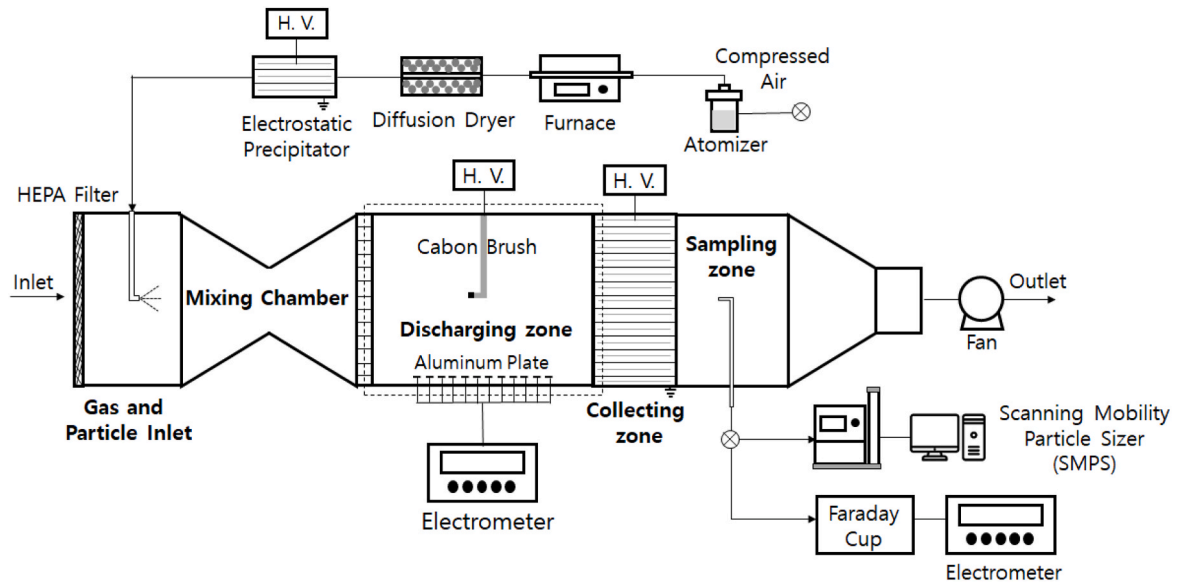 H. V.
Compressed
Air
Electrostatic
Precipitator
Diffusion Dryer
Furnace
Atomizer
HEPA Filter
H. V.
H. V.
Inlet
Mixing Chamber
Cabon Brush
Discharging zone
Aluminum Plate
Sampling
zone
Outlet
Fan
Gas and
Particle Inlet
Collecting
zone
Electrometer
Scanning Mobility
Particle Sizer
(SMPS)
Faraday
Cup
Electrometer